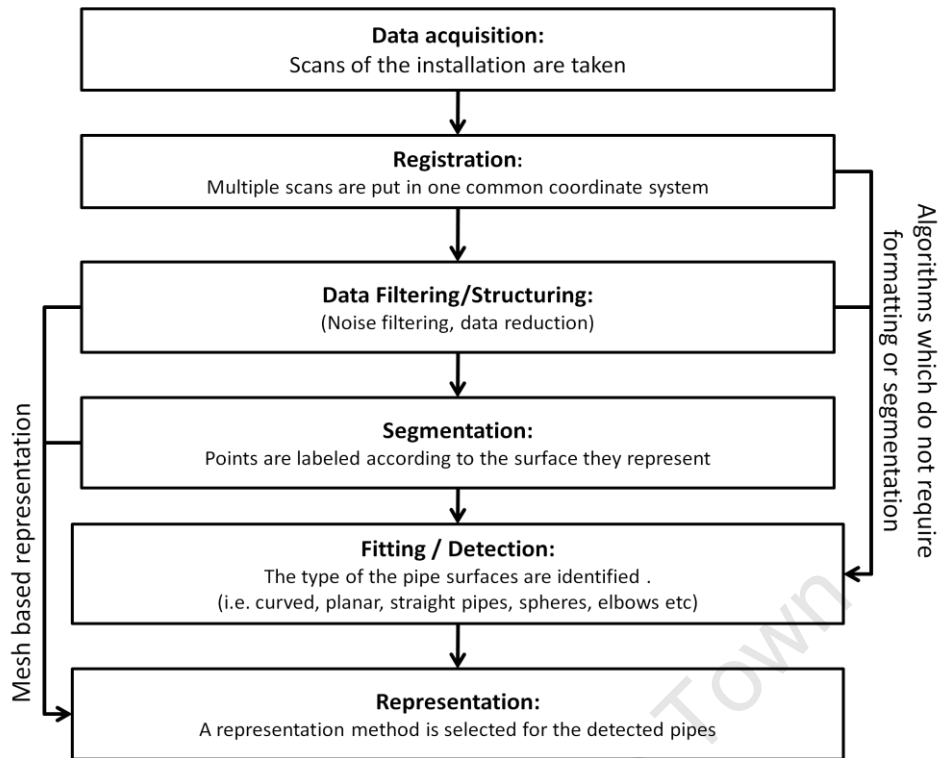 Data acquisition:
Scans of the installation are taken
Registration:
Multiple scans are put in one common coordinate system
Data Filtering/Structuring:
(Noise filtering, data reduction)
Segmentation:
Points are labeled according to the surface they represent
Fitting / Detection:
The type of the pipe surfaces are identified .
(i.e. curved, planar, straight pipes, spheres, elbows etc)
Representation:
A representation method is selected for the detected pipes
Mesh based representation
Algorithms which do not require
formatting or segmentation
Town